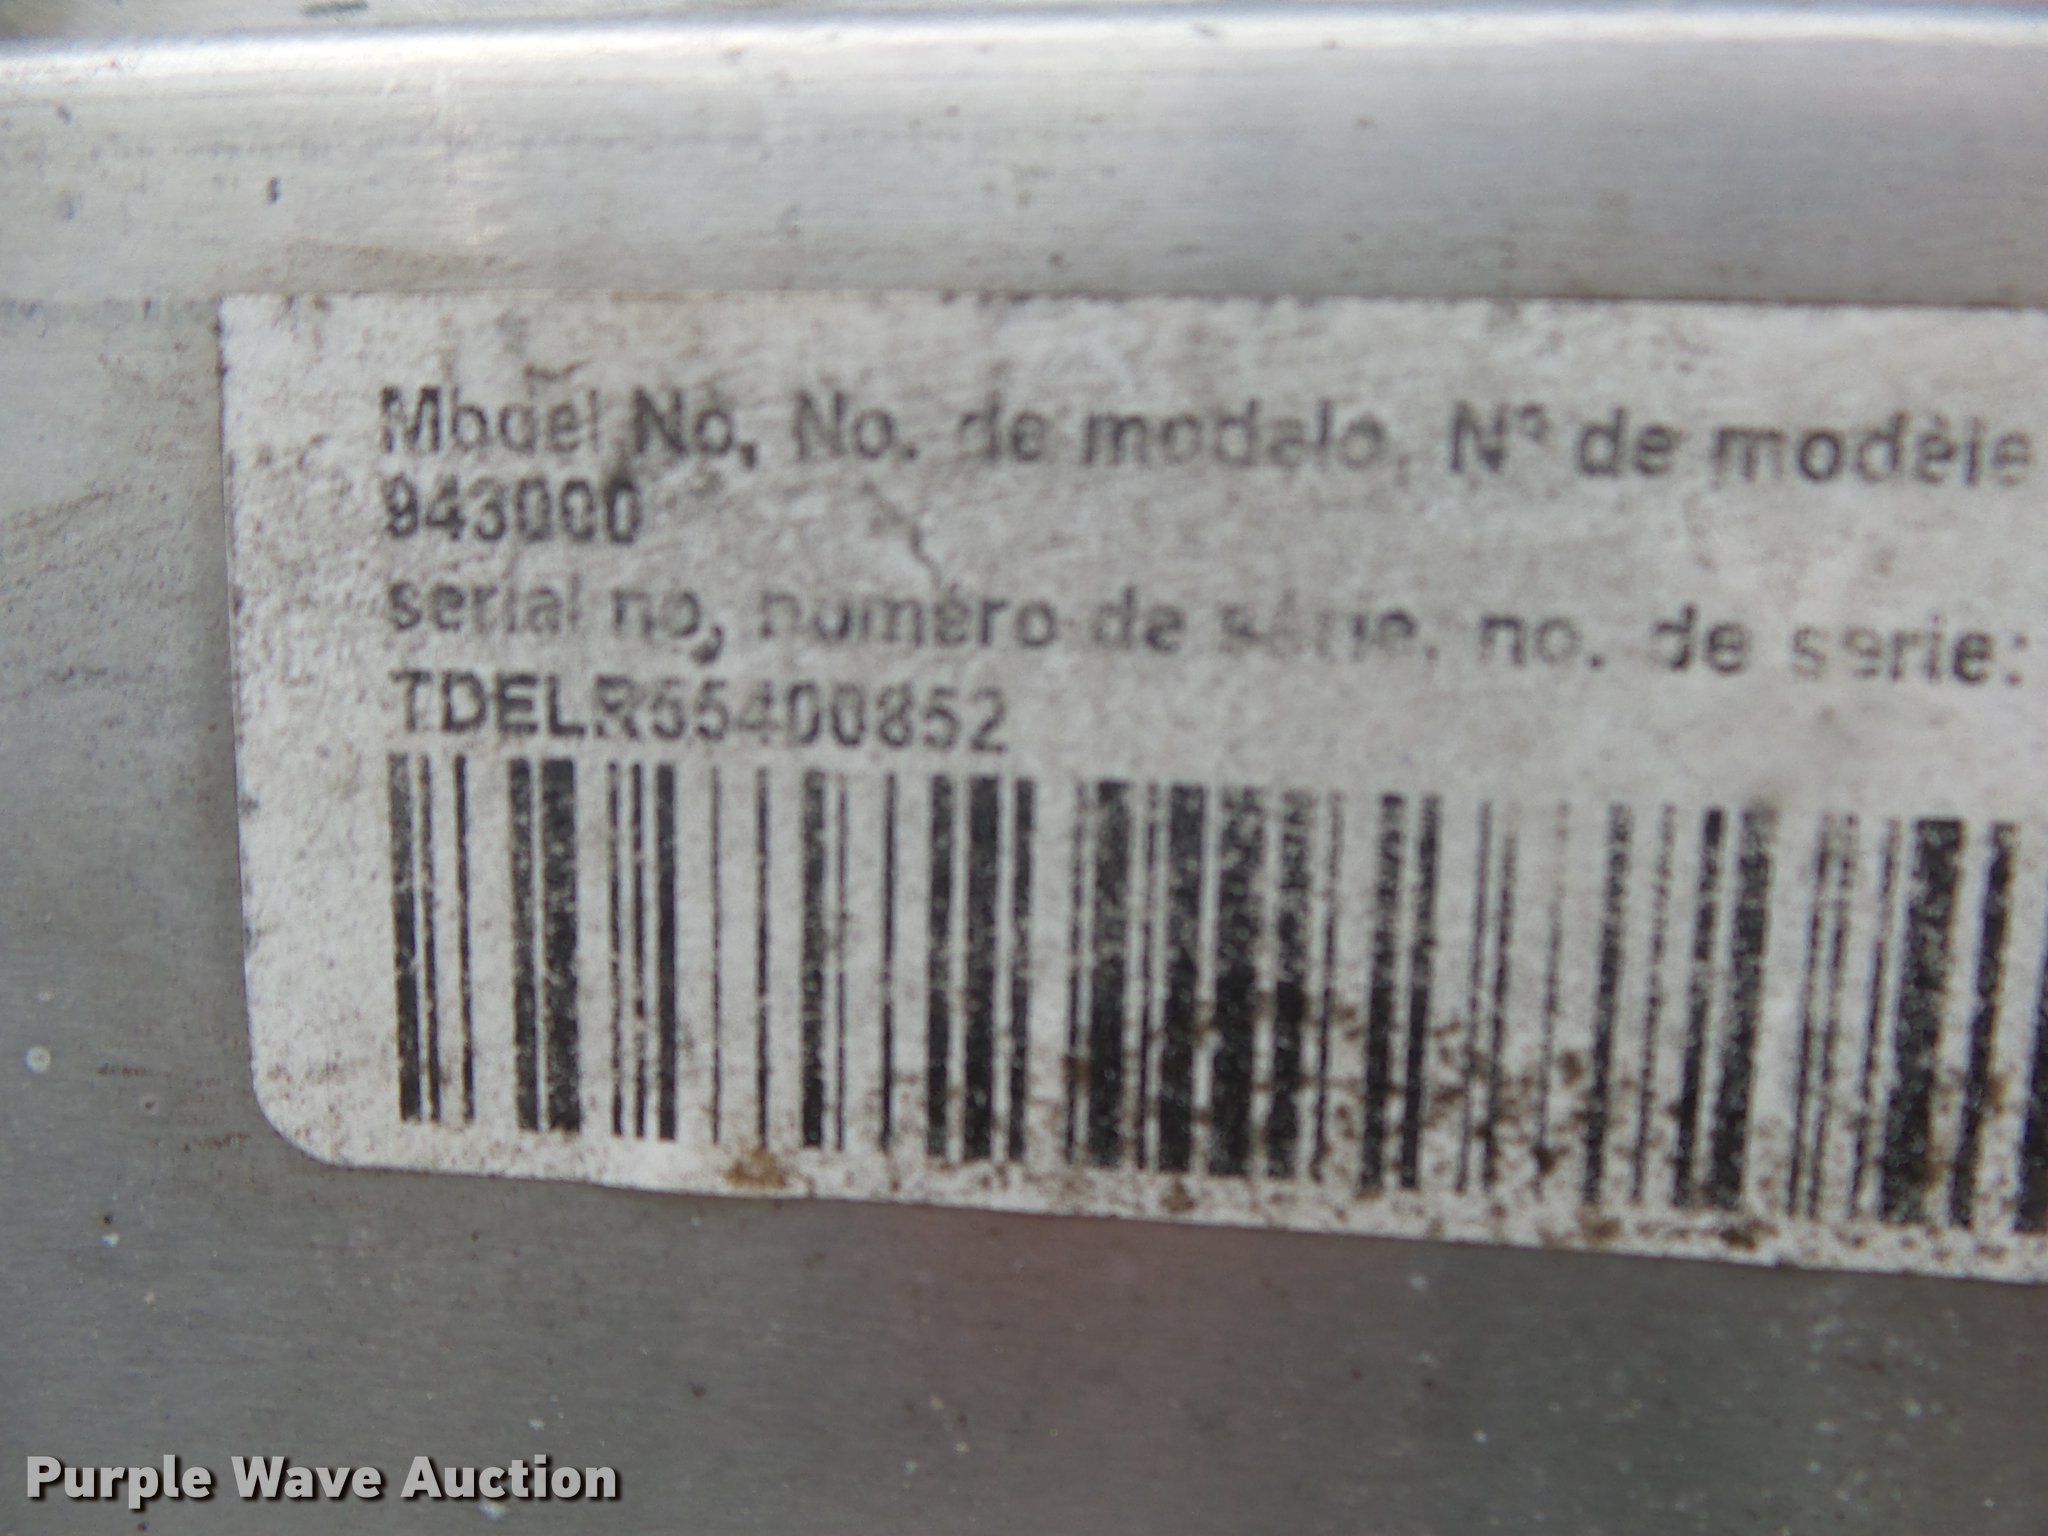 Model No, No. de modelo, Nº de modèle
943000
serial no, numéro de série, no. de serie:
TDELR55400852
Purple Wave Auction